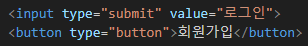 <input type="submit" value="로그인">
<button type="button">회원가입</button>